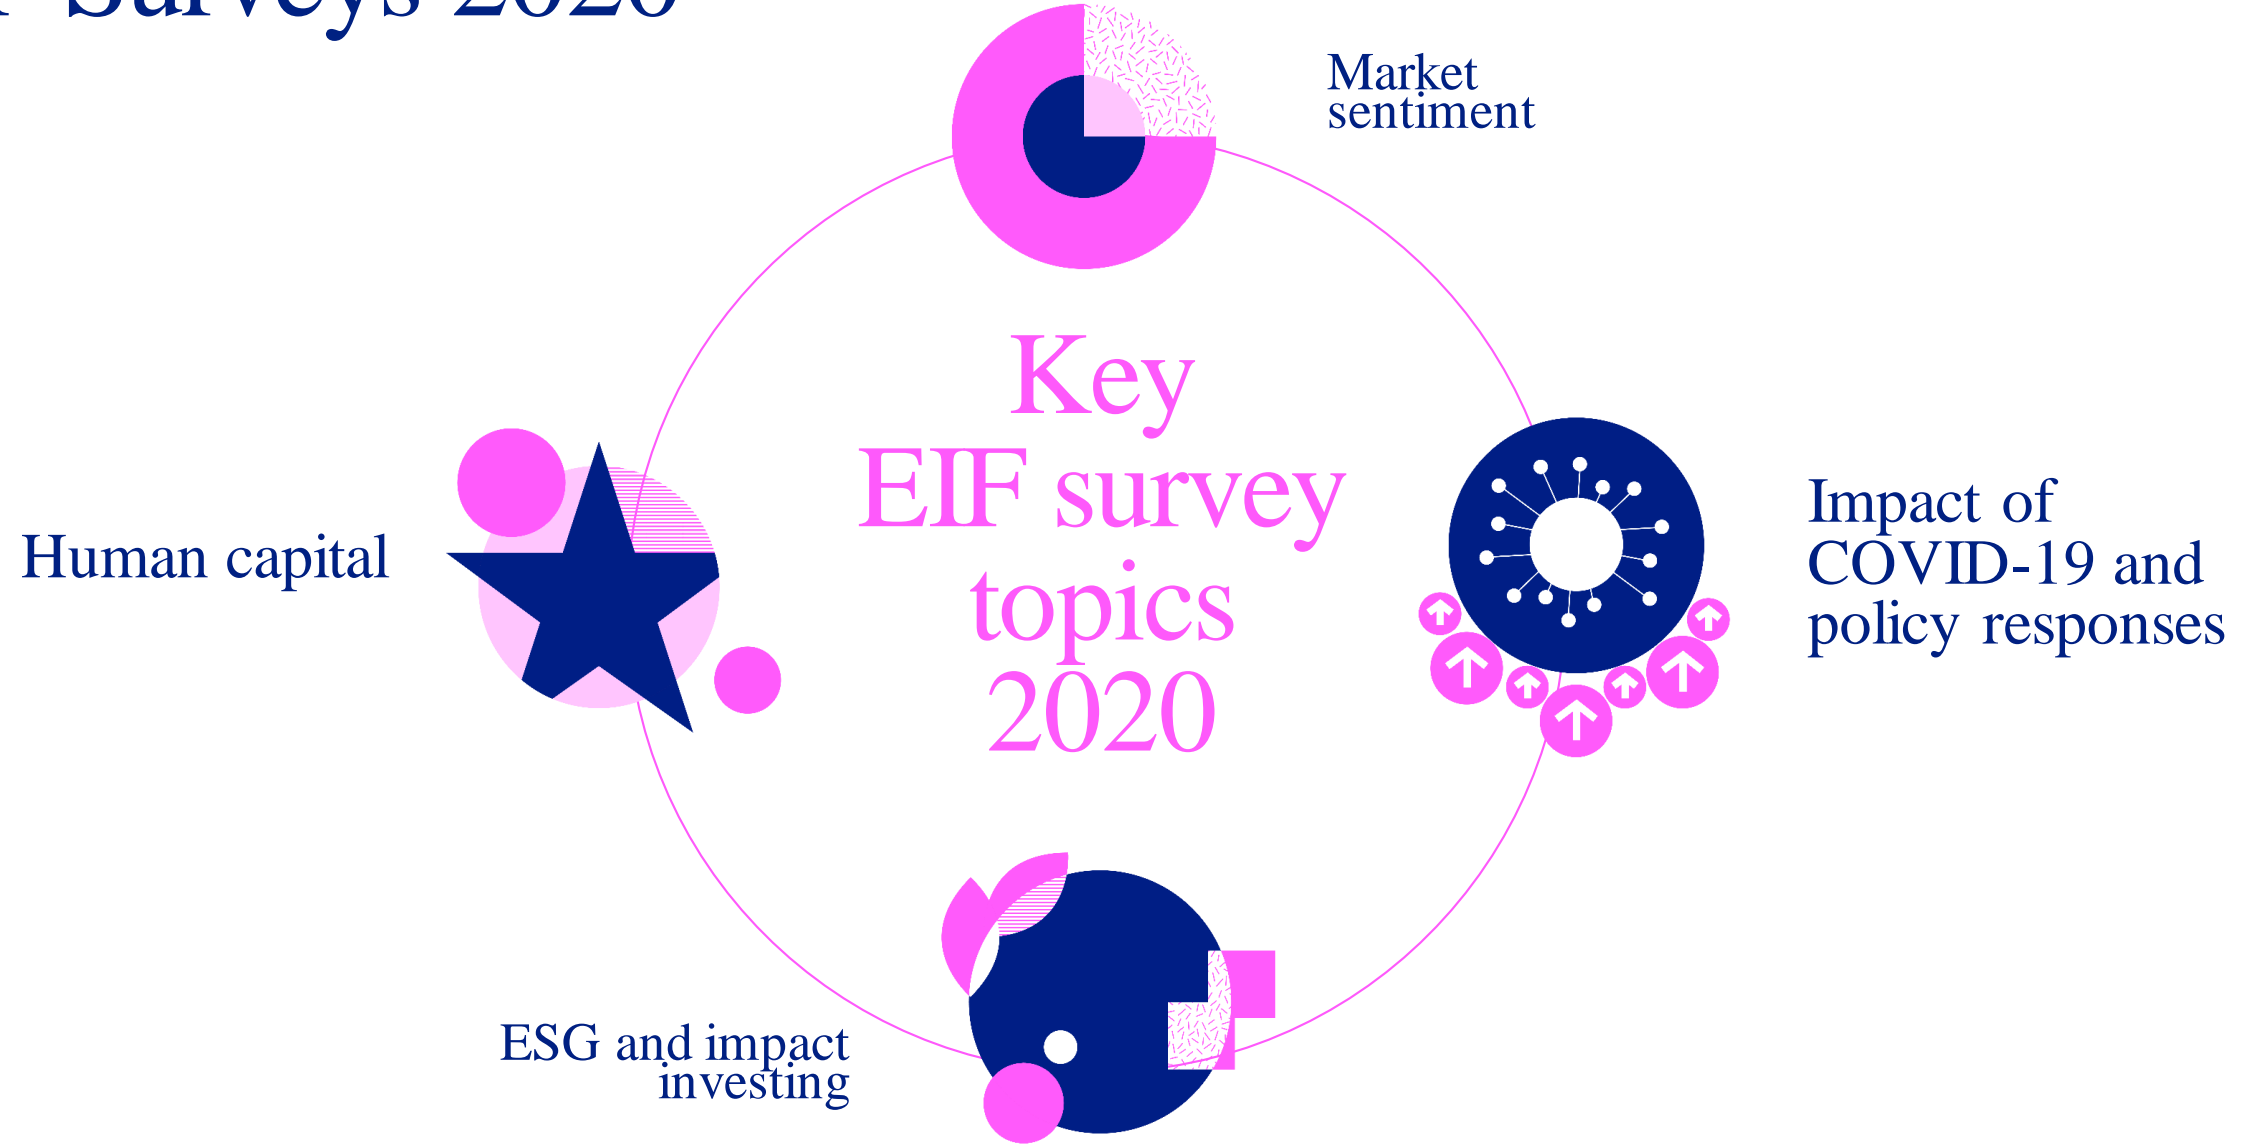 Surveys 2020
Market
sentiment
Key
EIF survey
topics
2020
Impact of
COVID-19 and
policy responses
Human capital
ESG and impact
investing